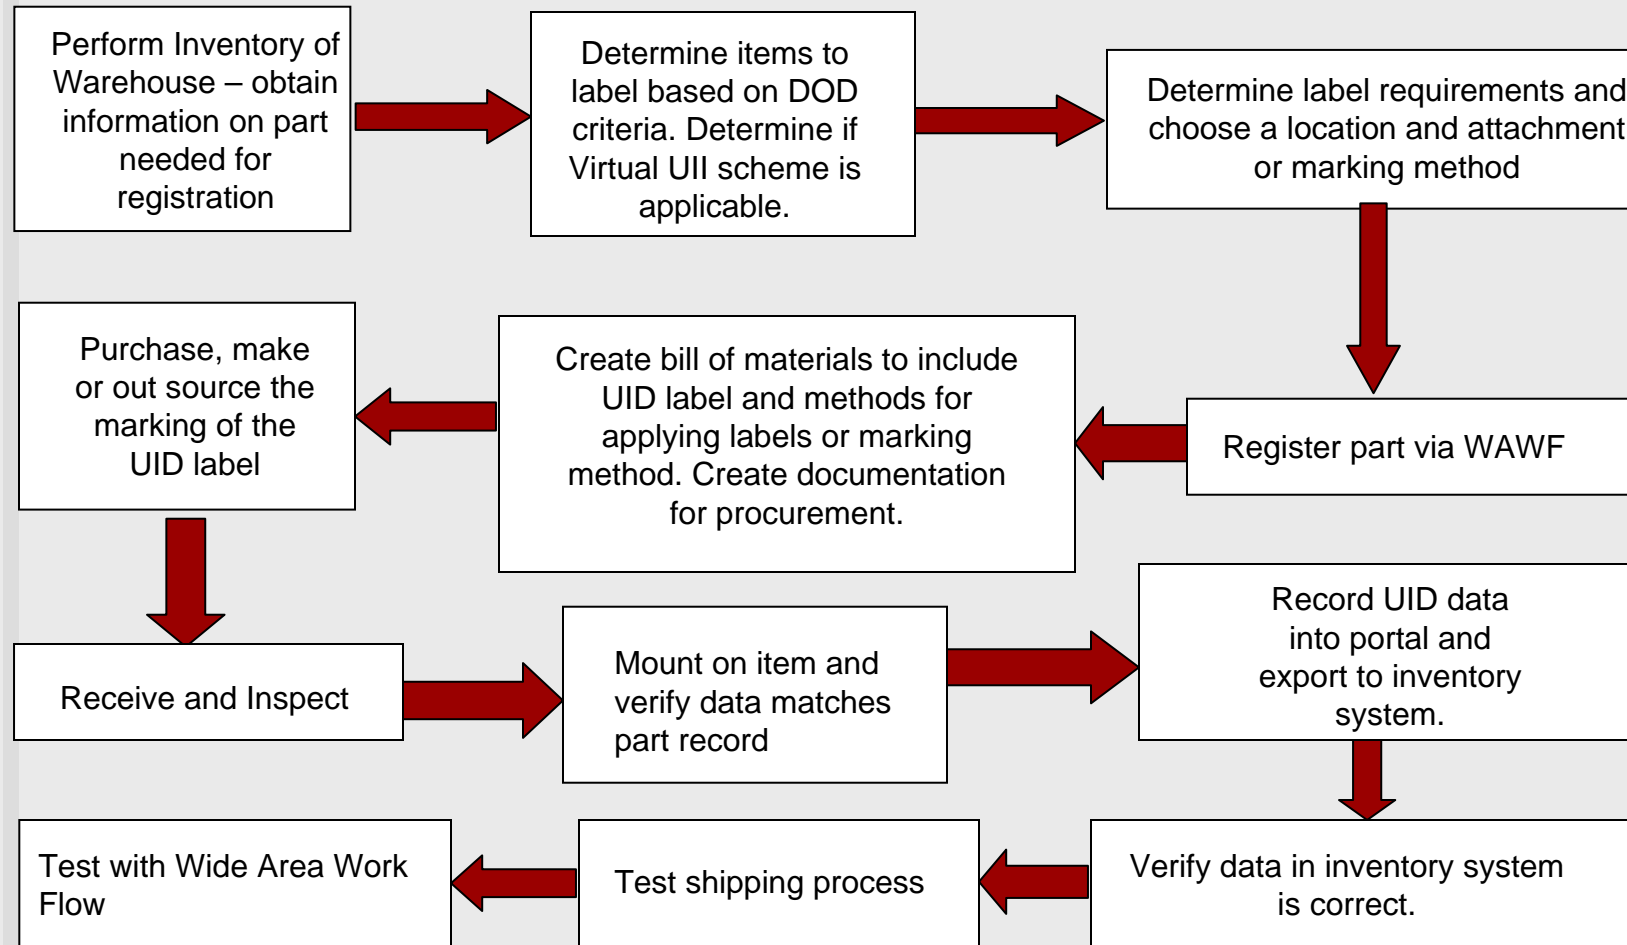 Perform Inventory of
Warehouse – obtain
information on part
needed for
registration
Determine items to
label based on DOD
criteria. Determine if
Virtual UII scheme is
applicable.
Determine label requirements and
choose a location and attachment
or marking method
Register part via WAWF
Create bill of materials to include
UID label and methods for
applying labels or marking
method. Create documentation
for procurement.
Purchase, make
or out source the
marking of the
UID label
Receive and Inspect
Mount on item and
verify data matches
part record
Record UID data
into portal and
export to inventory
system.
Verify data in inventory system
is correct.
Test shipping process
Test with Wide Area Work
Flow